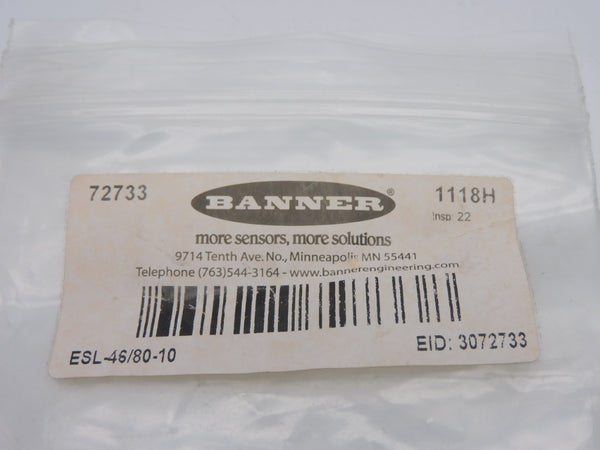 72733 BANNER® 1118H
Insp: 22
more sensors, more solutions
9714 Tenth Ave. No., Minneapolis MN 55441
Telephone (763)544-3164 - www.bannerengineering.com
ESL-46/80-10 EID: 3072733